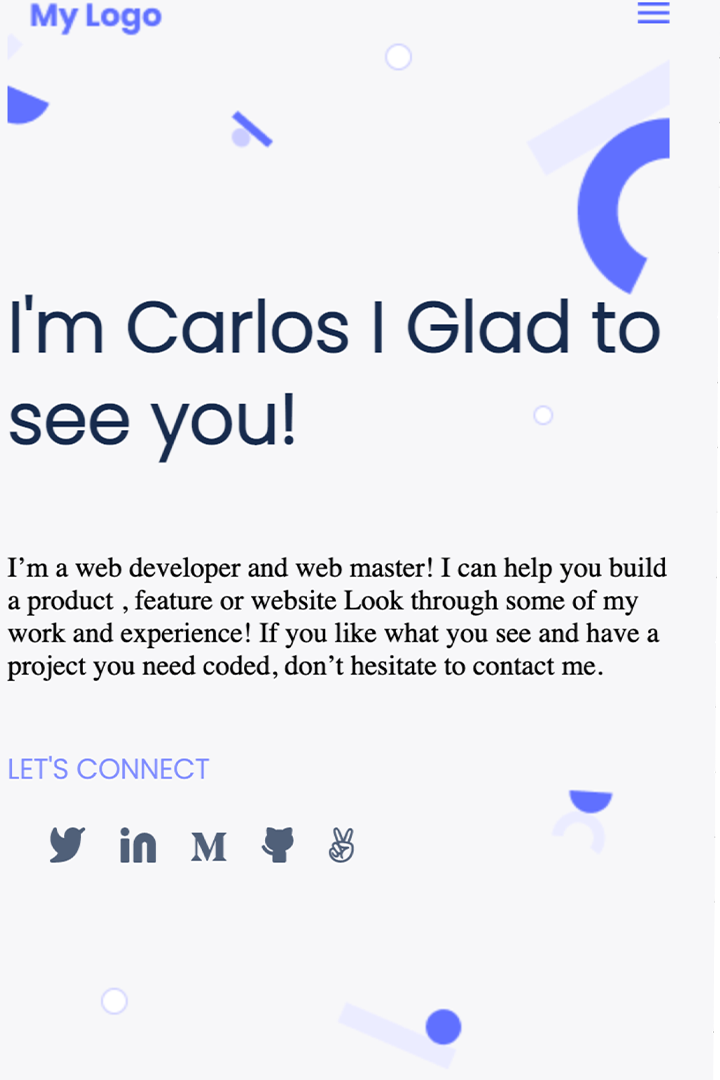 My Logo
I'm Carlos I Glad to
see you!
I’m a web developer and web master! I can help you build
a product , feature or website Look through some of my
work and experience! If you like what you see and have a
project you need coded, don’t hesitate to contact me.
LET'S CONNECT